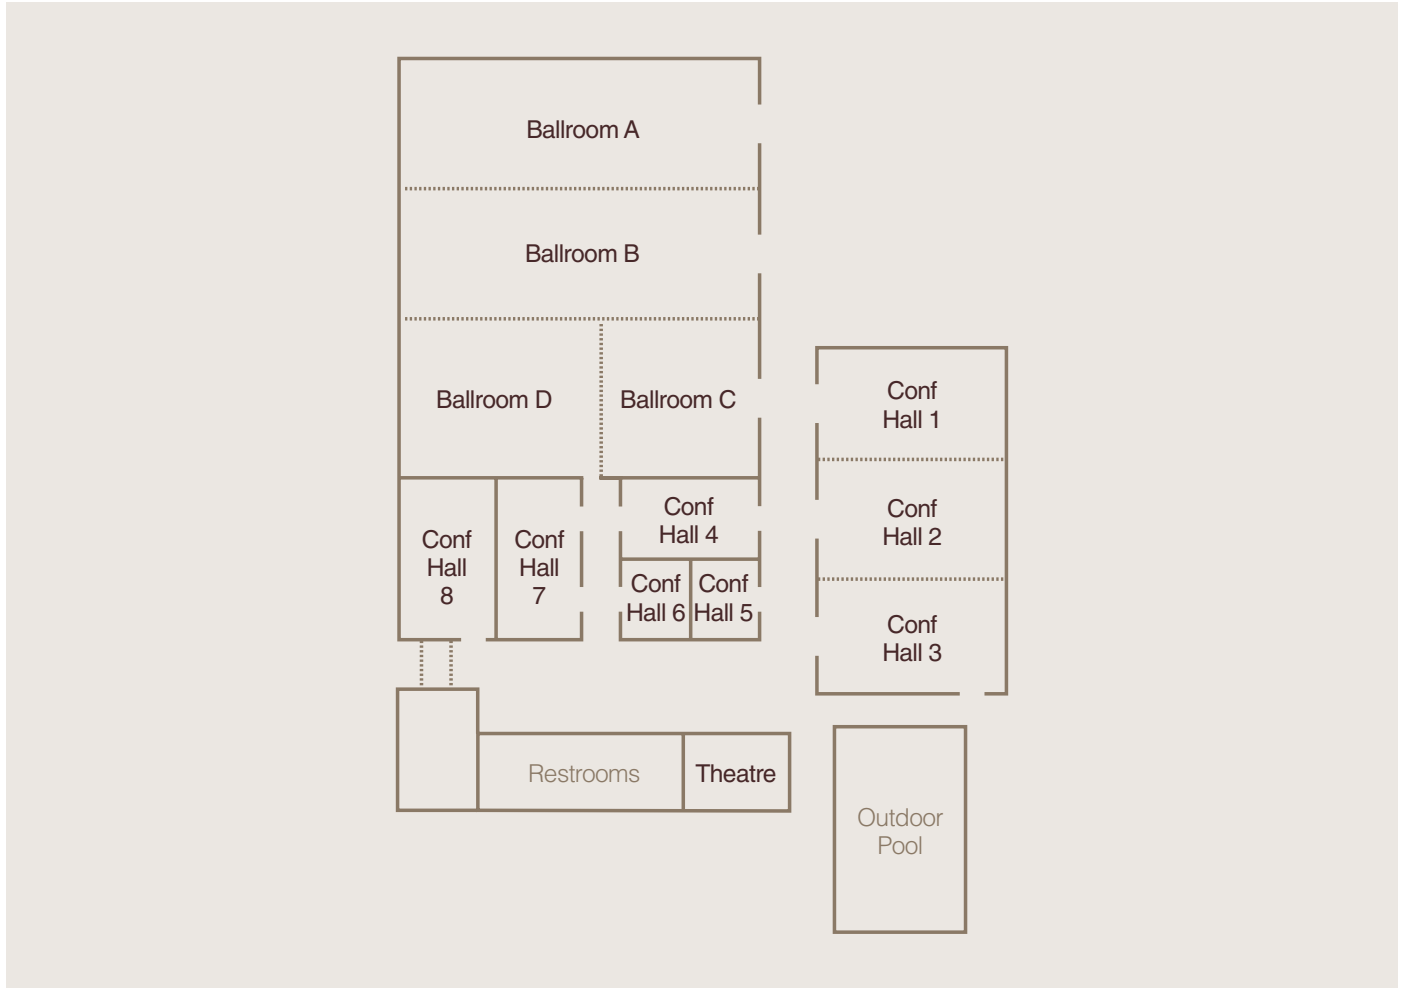 Ballroom A
Ballroom B
Ballroom D
Ballroom C
Conf
Hall 1
Conf
Hall 2
Conf
Hall 3
Conf
Hall 4
Conf
Hall
8
Conf
Hall
7
Conf
Hall 6
Conf
Hall 5
Restrooms
Theatre
Outdoor
Pool